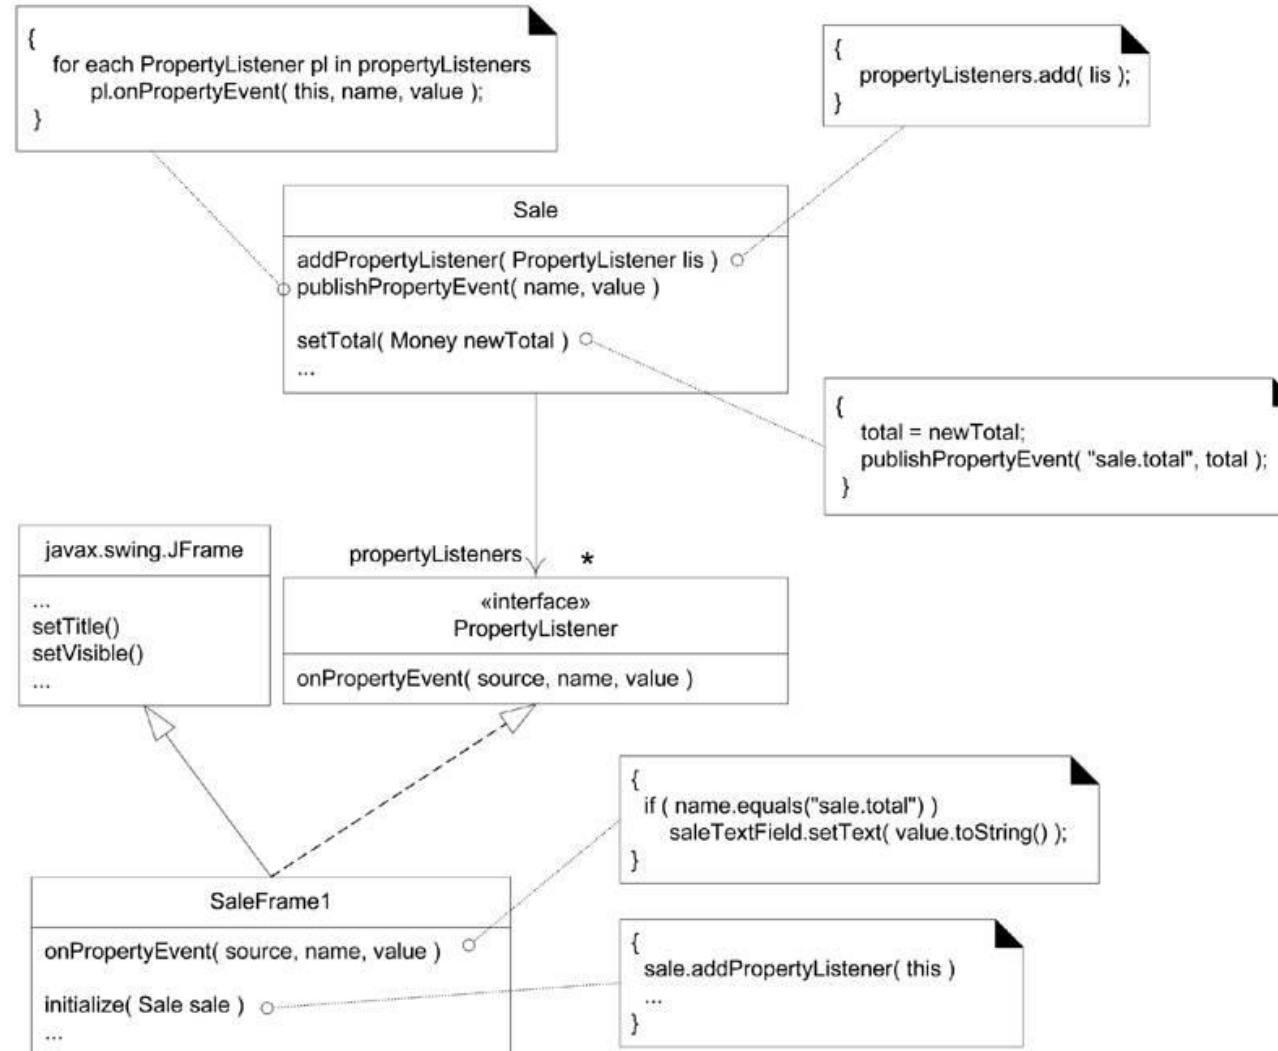 {
for each PropertyListener pl in propertyListeners
pl.onPropertyEvent( this, name, value );
}
{
propertyListeners.add( lis );
}
Sale
addPropertyListener( PropertyListener lis )
publishPropertyEvent( name, value )
setTotal( Money newTotal )
...
{
total = newTotal;
publishPropertyEvent( "sale.total", total );
}
javax.swing.JFrame
...
setTitle()
setVisible()
...
propertyListeners
*
«interface»
PropertyListener
onPropertyEvent( source, name, value )
{
if ( name.equals("sale.total") )
saleTextField.setText( value.toString() );
}
SaleFrame1
onPropertyEvent( source, name, value )
initialize( Sale sale )
...
{
sale.addPropertyListener( this )
...
}